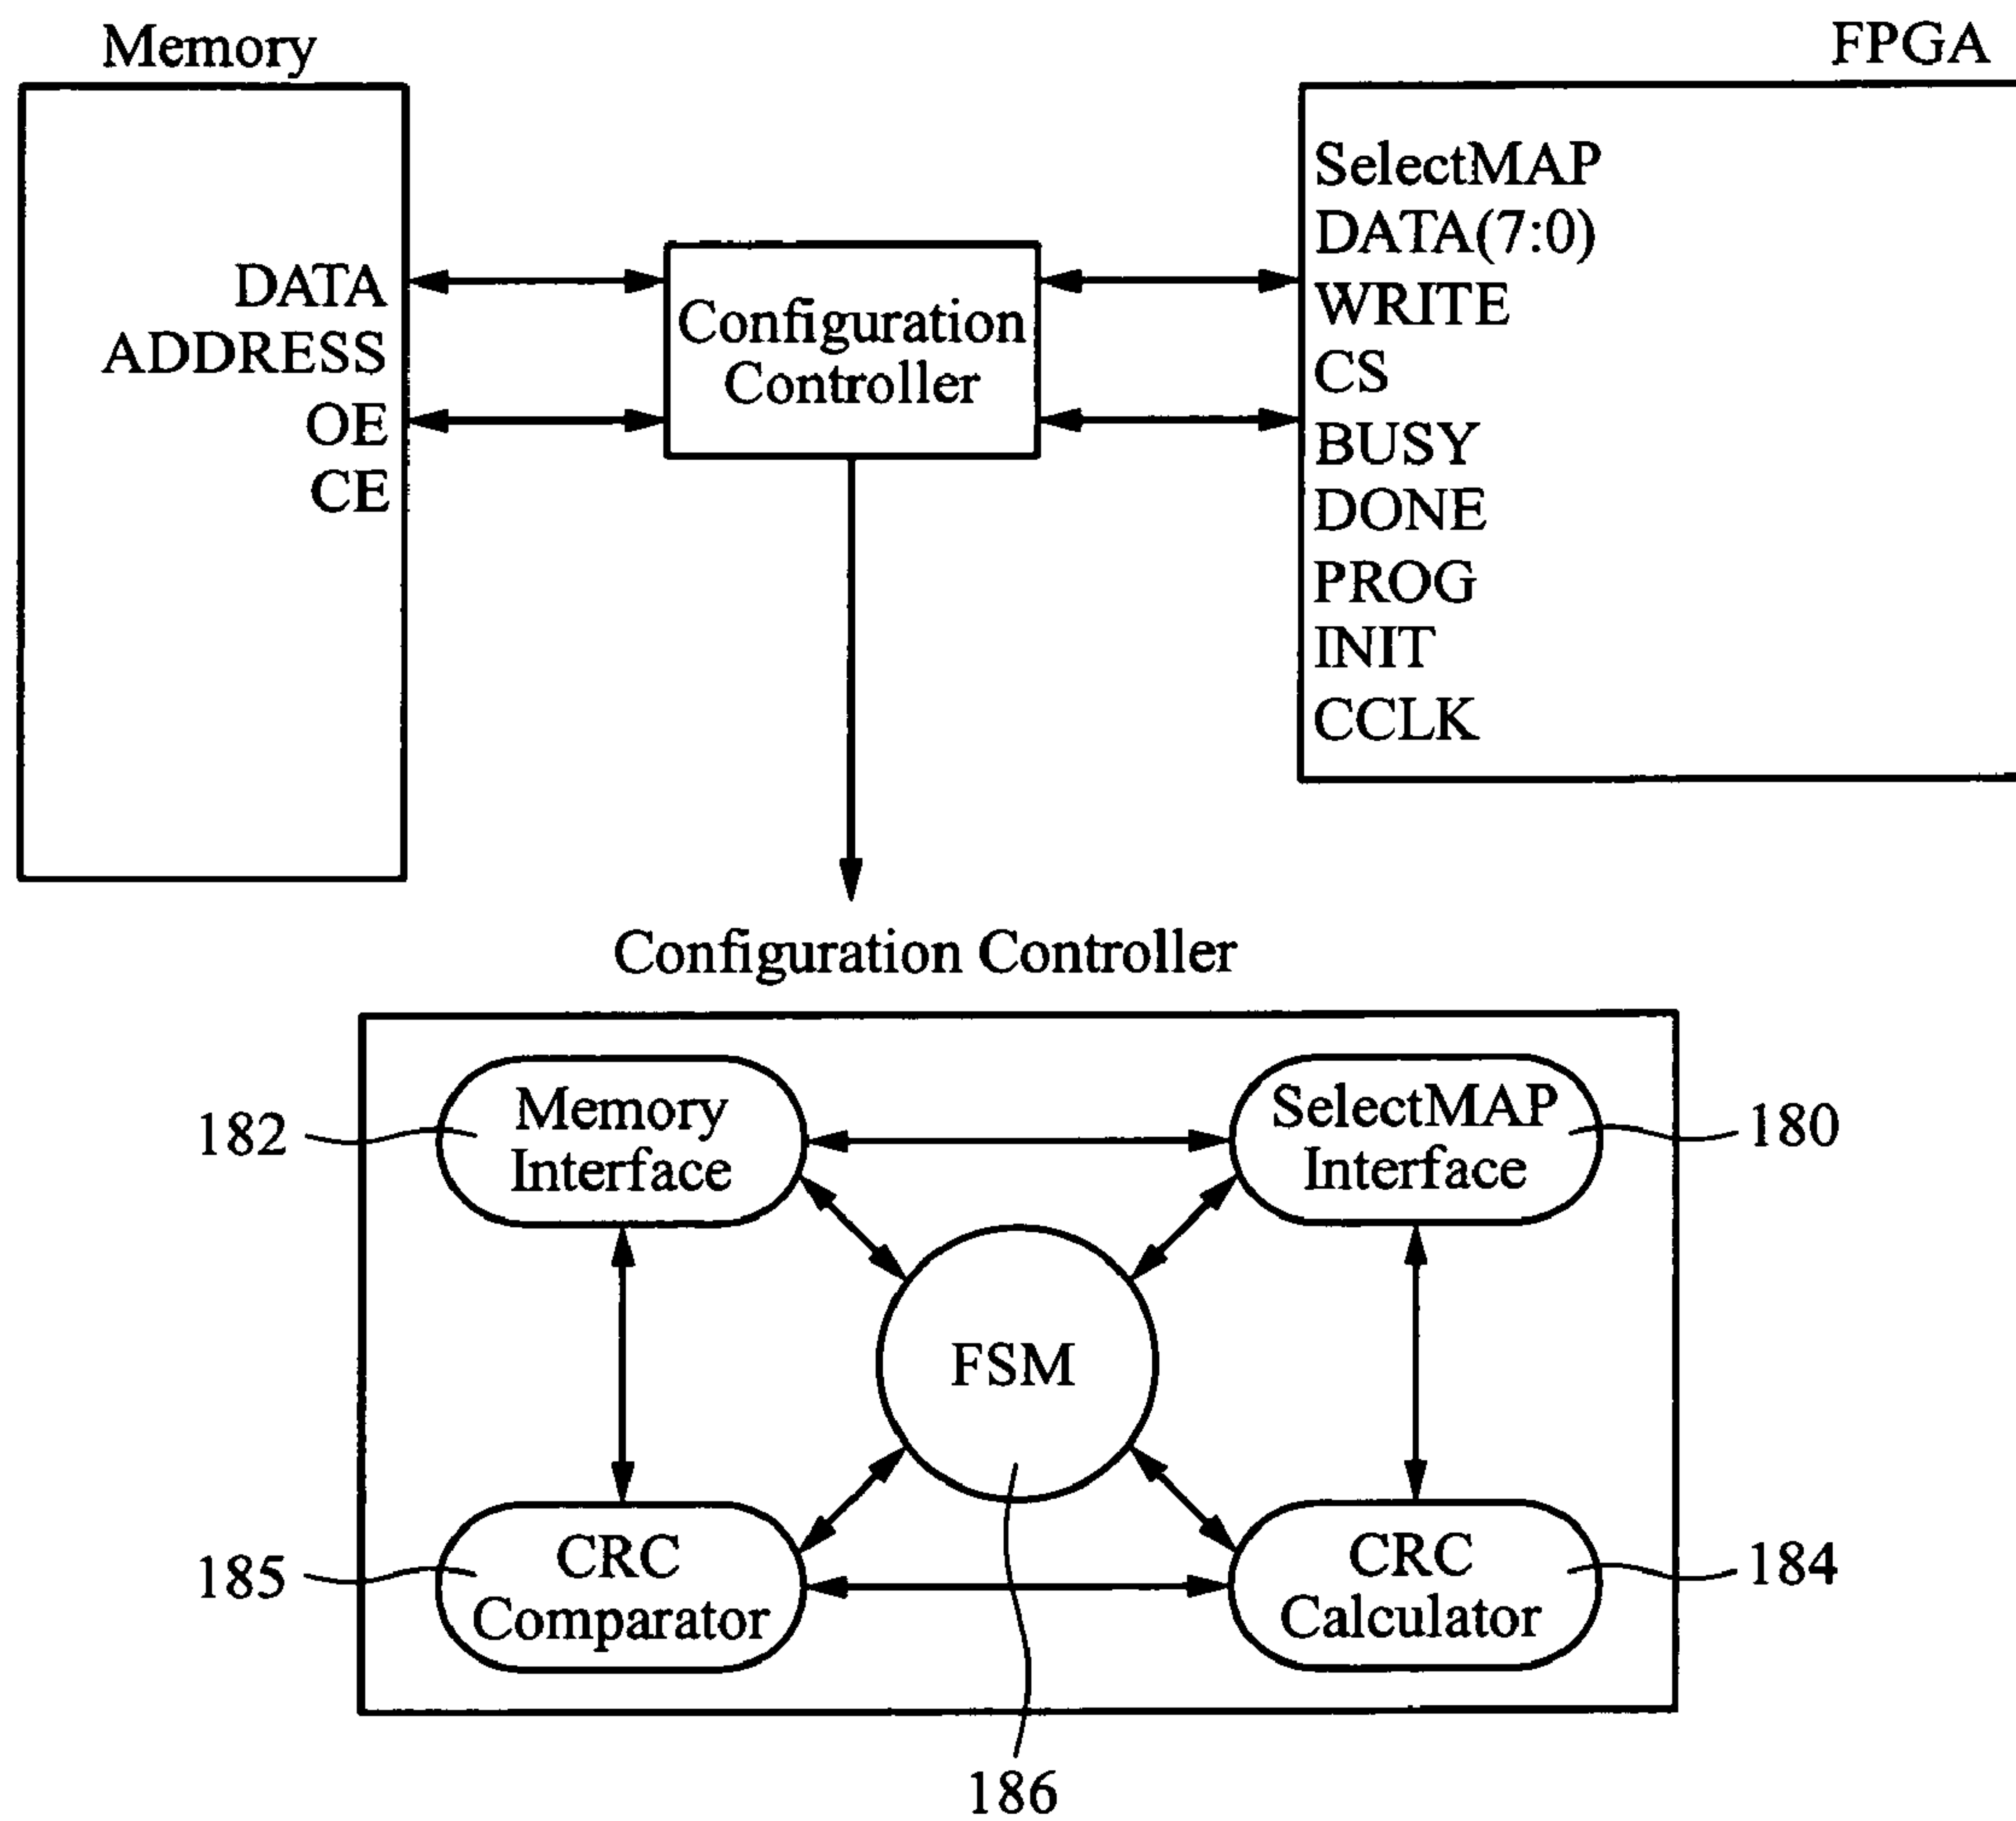 Memory
FPGA
DATA
ADDRESS
OE
CE
Configuration
Controller
SelectMAP
DATA(7:0)
WRITE
CS
BUSY
DONE
PROG
INIT
CCLK
Configuration Controller
182
Memory
Interface
SelectMAP
Interface
180
FSM
185
CRC
Comparator
CRC
Calculator
184
186